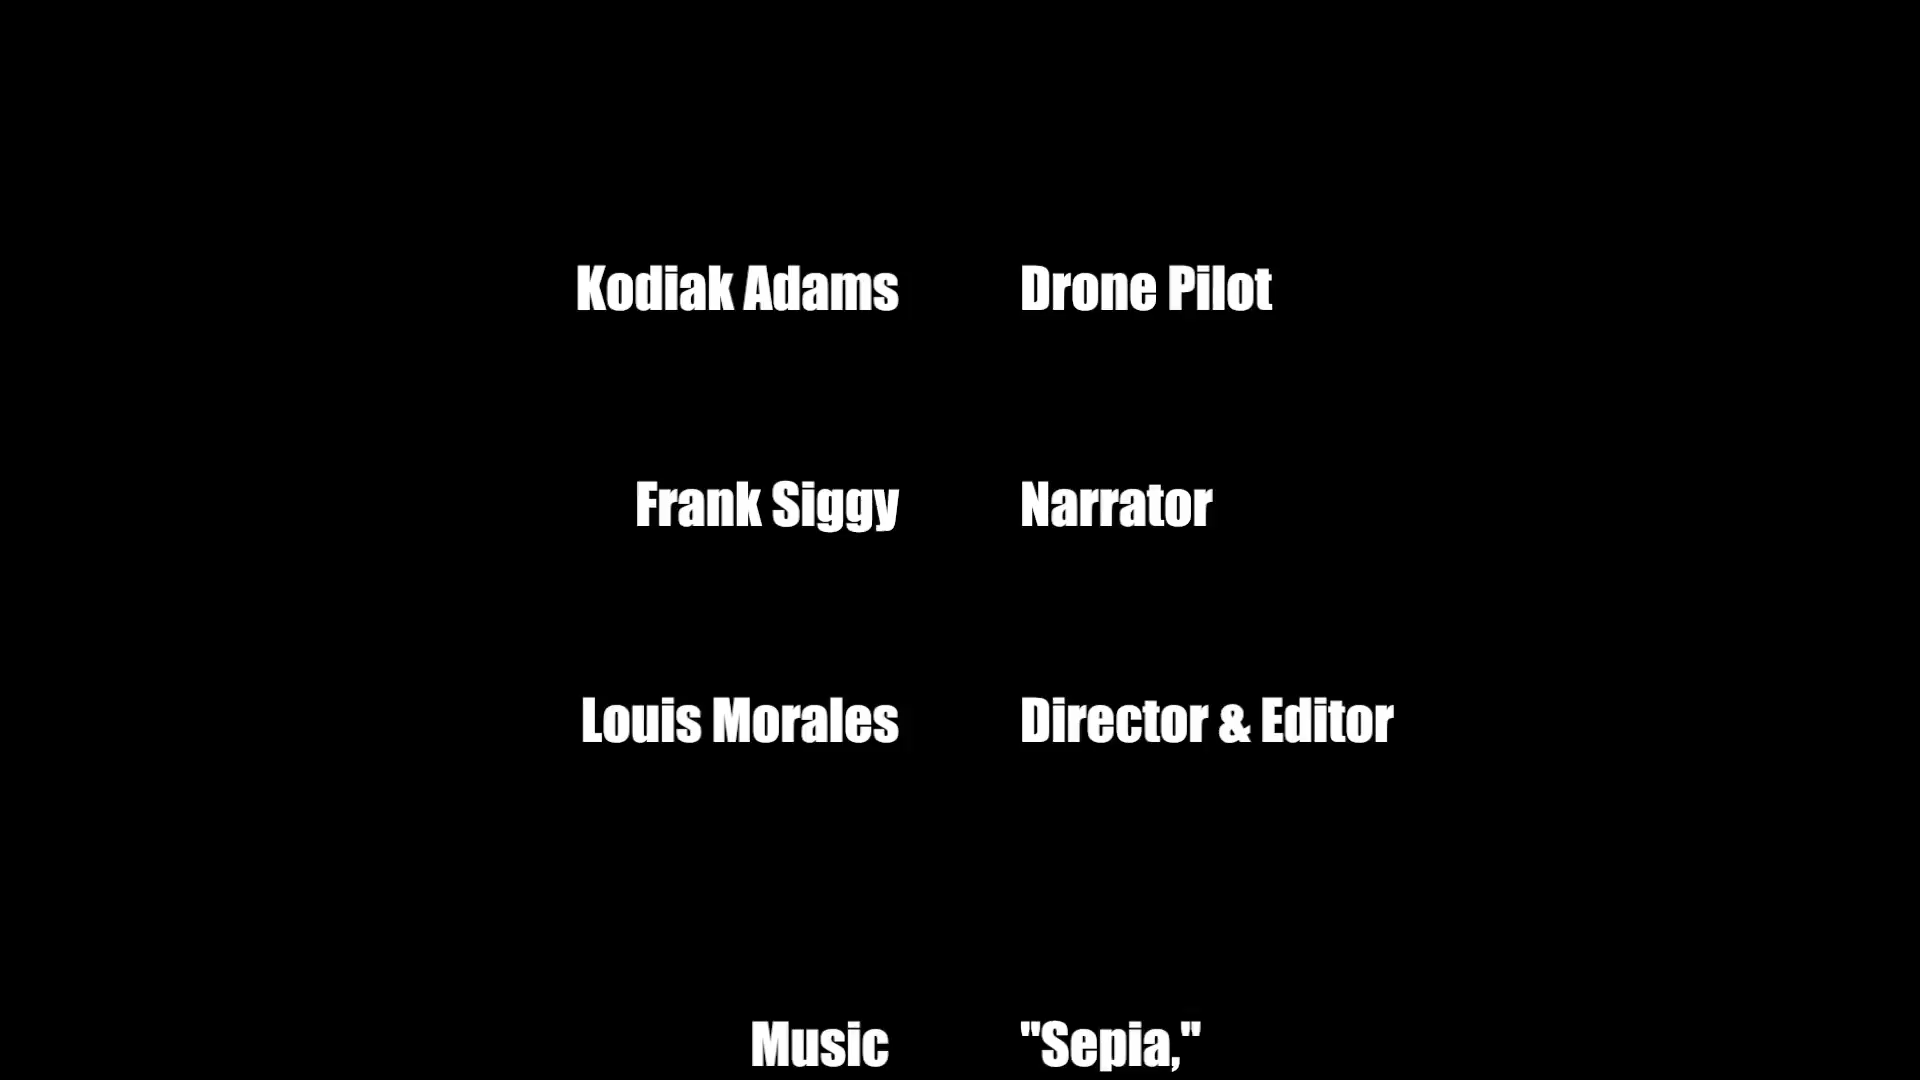 Kodiak Adams Drone Pilot
Frank Siggy Narrator
Louis Morales Director & Editor
Music "Sepia,"